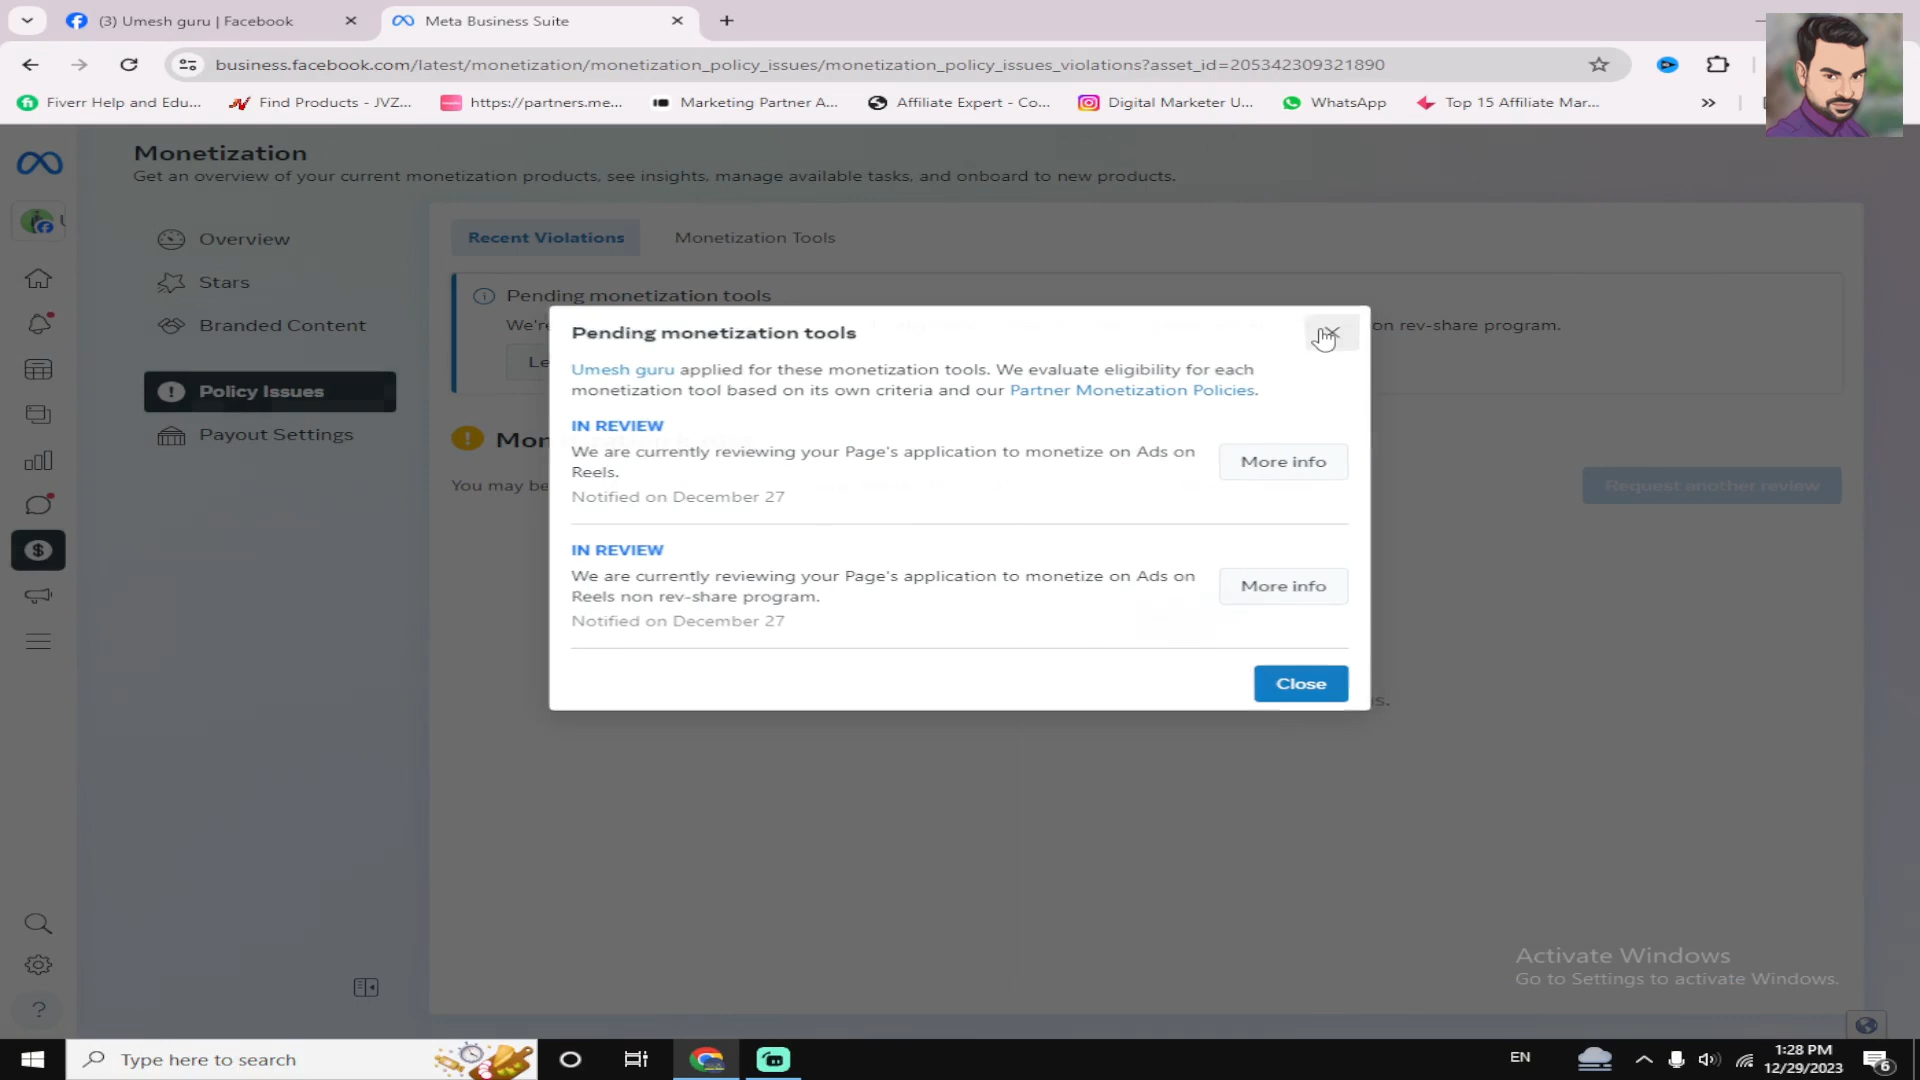 (3) Umesh guru | Facebook
Meta Business Suite
business.facebook.com/latest/monetization/monetization_policy_issues/monetization_policy_issues_violations?asset_id=205342309321890
Fiverr Help and Edu...
Find Products - JVZ...
https://partners.me...
Marketing Partner A...
Affiliate Expert - Co...
Digital Marketer U...
WhatsApp
Top 15 Affiliate Mar...
Monetization
Get an overview of your current monetization products, see insights, manage available tasks, and onboard to new products.
Overview
Stars
Branded Content
Policy Issues
Payout Settings
Recent Violations
Monetization Tools
Pending monetization tools
We're
on rev-share program.
Le
Mon
You may be
Request another review
Pending monetization tools
Umesh guru applied for these monetization tools. We evaluate eligibility for each
monetization tool based on its own criteria and our Partner Monetization Policies.
IN REVIEW
We are currently reviewing your Page's application to monetize on Ads on
Reels.
Notified on December 27
More info
IN REVIEW
We are currently reviewing your Page's application to monetize on Ads on
Reels non rev-share program.
Notified on December 27
More info
Close
s.
Activate Windows
Go to Settings to activate Windows.
Type here to search
EN
1:28 PM
12/29/2023
6